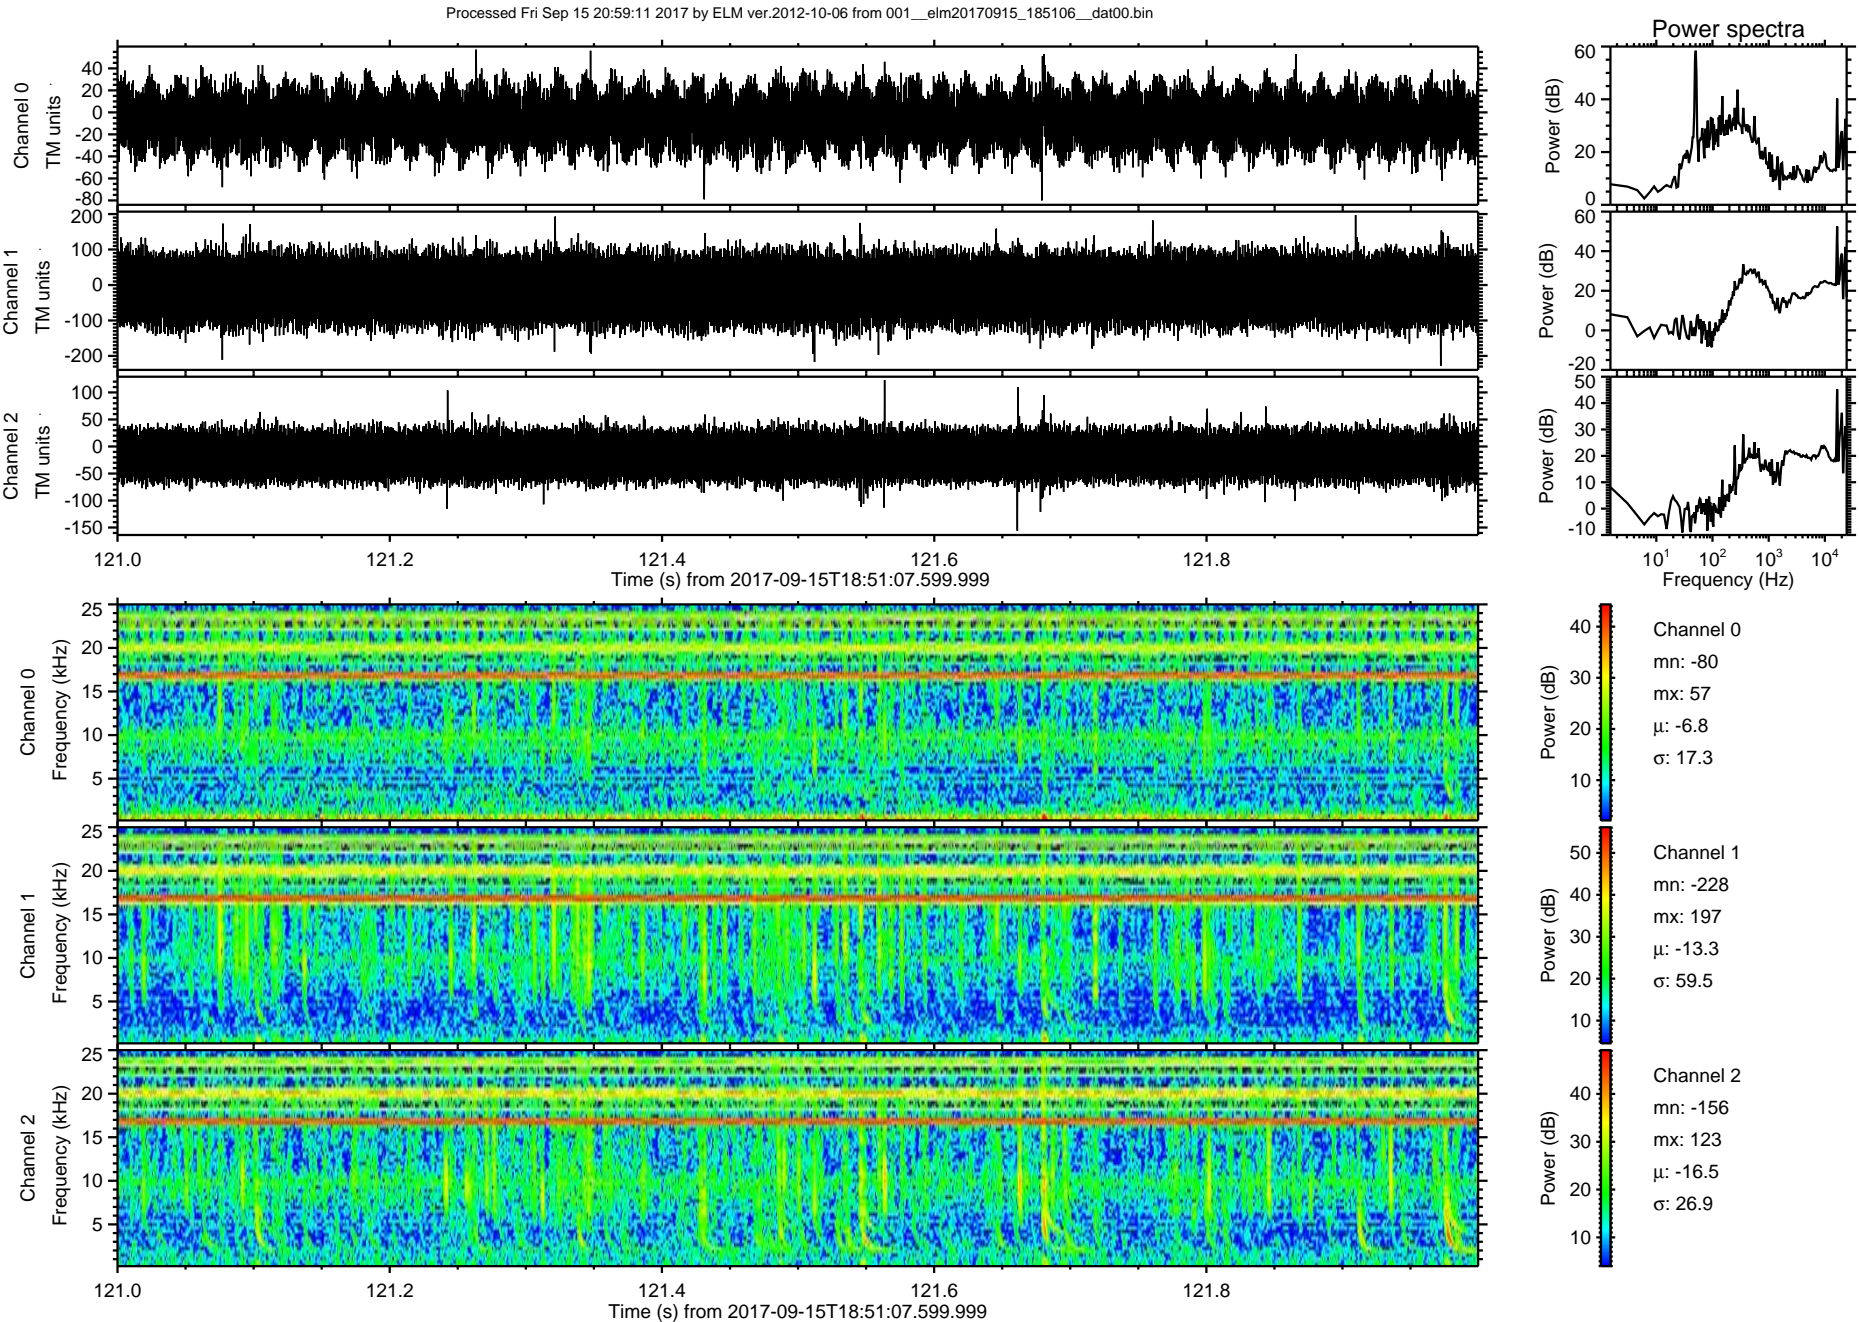 Processed Fri Sep 15 20:59:11 2017 by ELM ver.2012-10-06 from 001__elm20170915_185106__dat00.bin
Power spectra
Channel 0
TM units
40
20
0
-20
-40
-60
-80
Power (dB)
60
40
20
0
Channel 1
TM units
200
100
0
-100
-200
Power (dB)
60
40
20
0
-20
Channel 2
TM units
100
50
0
-50
-100
-150
Power (dB)
50
40
30
20
10
0
-10
121.0 121.2 121.4 121.6 121.8
Time (s) from 2017-09-15T18:51:07.599.999
10^1 10^2 10^3 10^4
Frequency (Hz)
Channel 0
Frequency (kHz)
25
20
15
10
5
Power (dB)
40
30
20
10
Channel 0
mn: -80
mx: 57
μ: -6.8
σ: 17.3
Channel 1
Frequency (kHz)
25
20
15
10
5
Power (dB)
50
40
30
20
10
Channel 1
mn: -228
mx: 197
μ: -13.3
σ: 59.5
Channel 2
Frequency (kHz)
25
20
15
10
5
Power (dB)
40
30
20
10
Channel 2
mn: -156
mx: 123
μ: -16.5
σ: 26.9
121.0 121.2 121.4 121.6 121.8
Time (s) from 2017-09-15T18:51:07.599.999